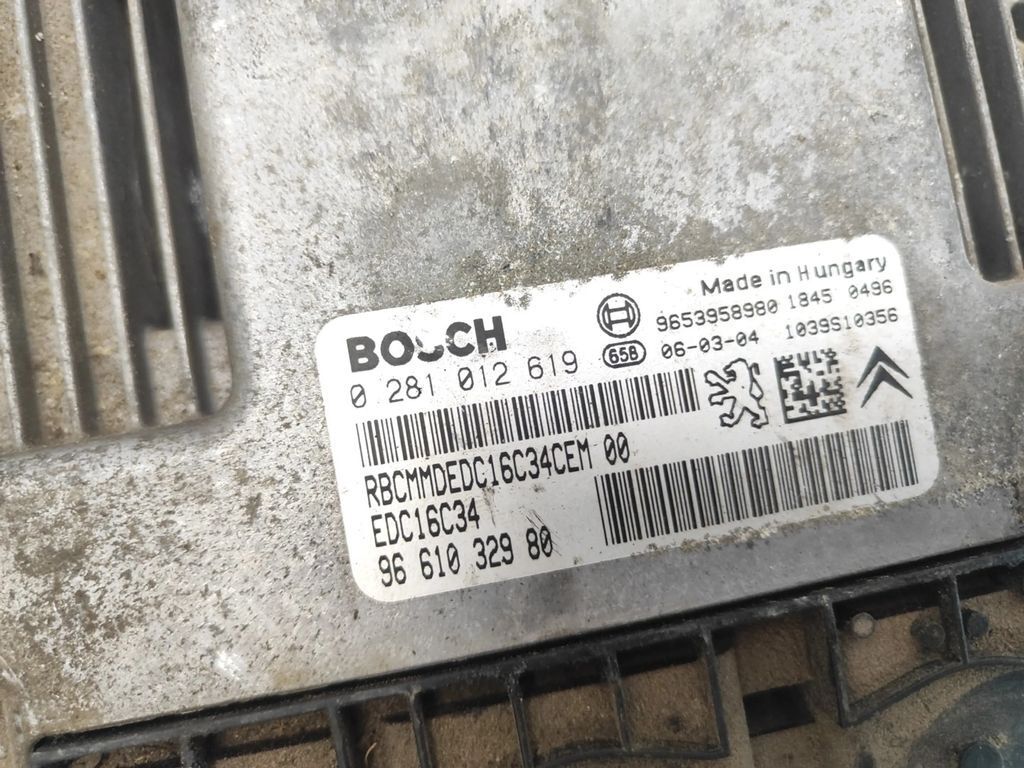 Made in Hungary
BOSCH
9653958980 1845 0496
0 281 012 619
658
06-03-04
1039S10356
RBCMMDEDC16C34CEM 00
EDC16C34
96 610 329 80